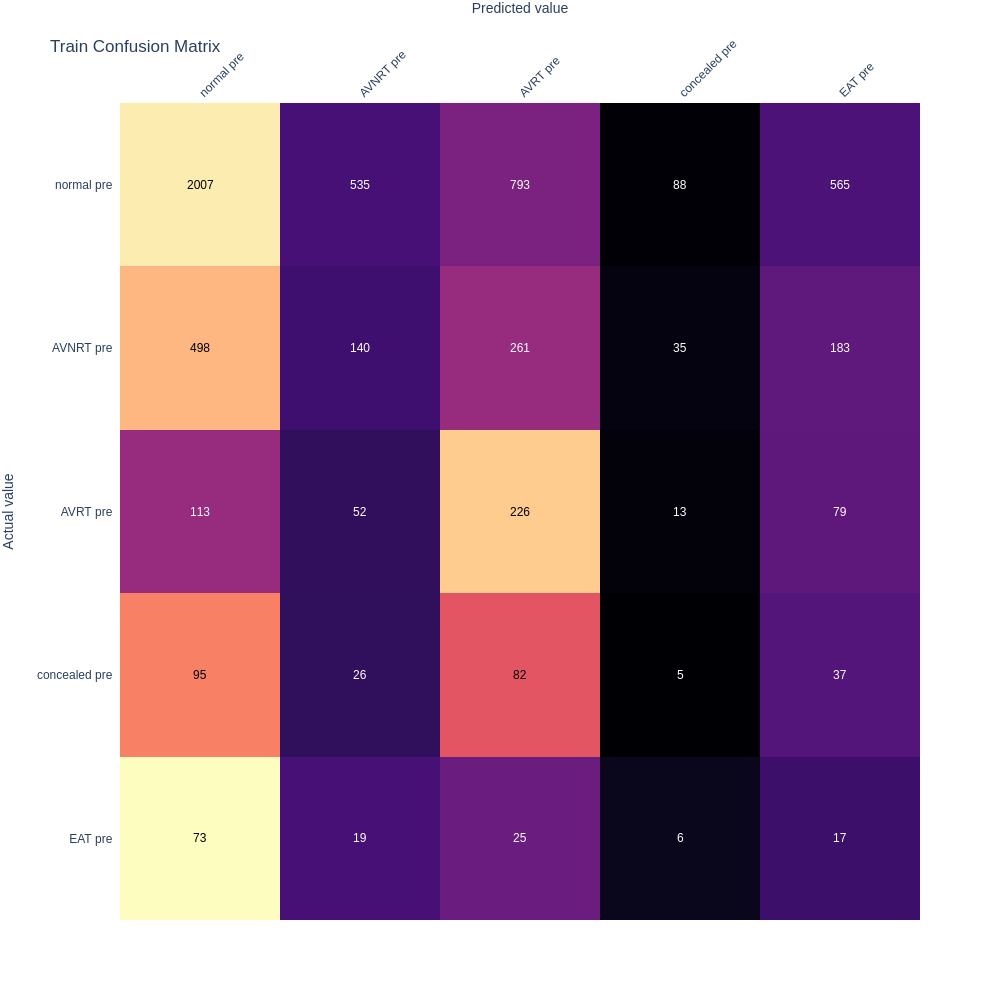 Predicted value
Train Confusion Matrix
normal pre AVNRT pre AVRT pre concealed pre EAT pre
normal pre 2007 535 793 88 565
AVNRT pre 498 140 261 35 183
Actual value
AVRT pre 113 52 226 13 79
concealed pre 95 26 82 5 37
EAT pre 73 19 25 6 17